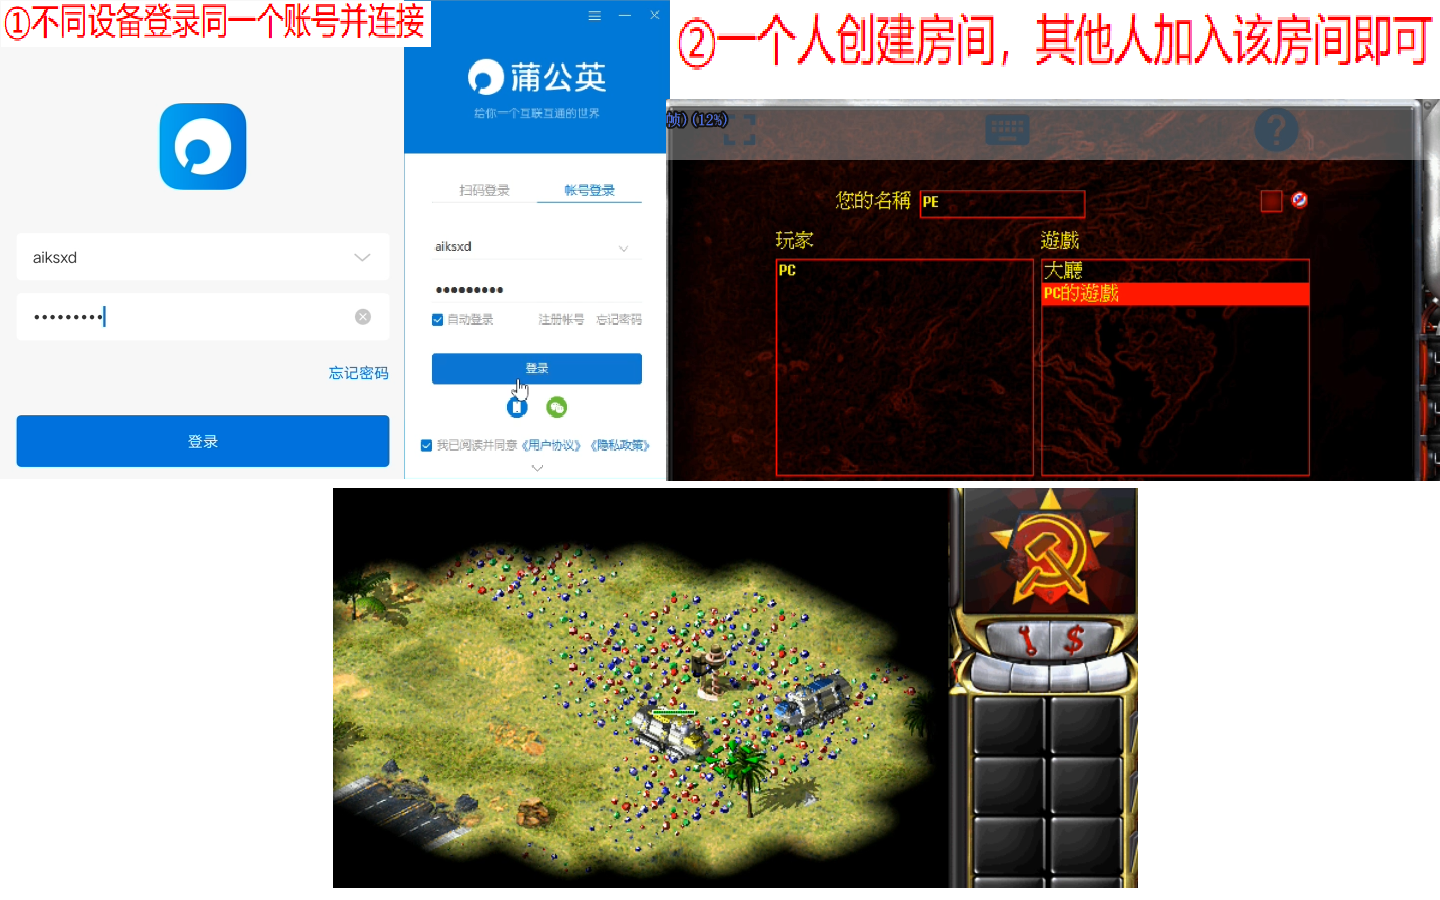 ①不同设备登录同一个账号并连接
aiksxd
•••••••••
忘记密码
登录
蒲公英
给你一个互联互通的世界
扫码登录 帐号登录
aiksxd
•••••••••
自动登录 注册帐号 忘记密码
登录
我已阅读并同意《用户协议》《隐私政策》
②一个人创建房间，其他人加入该房间即可
帧) (12%)
?
您的名稱 PE
玩家 遊戲
PC
大廳
PC的遊戲
$